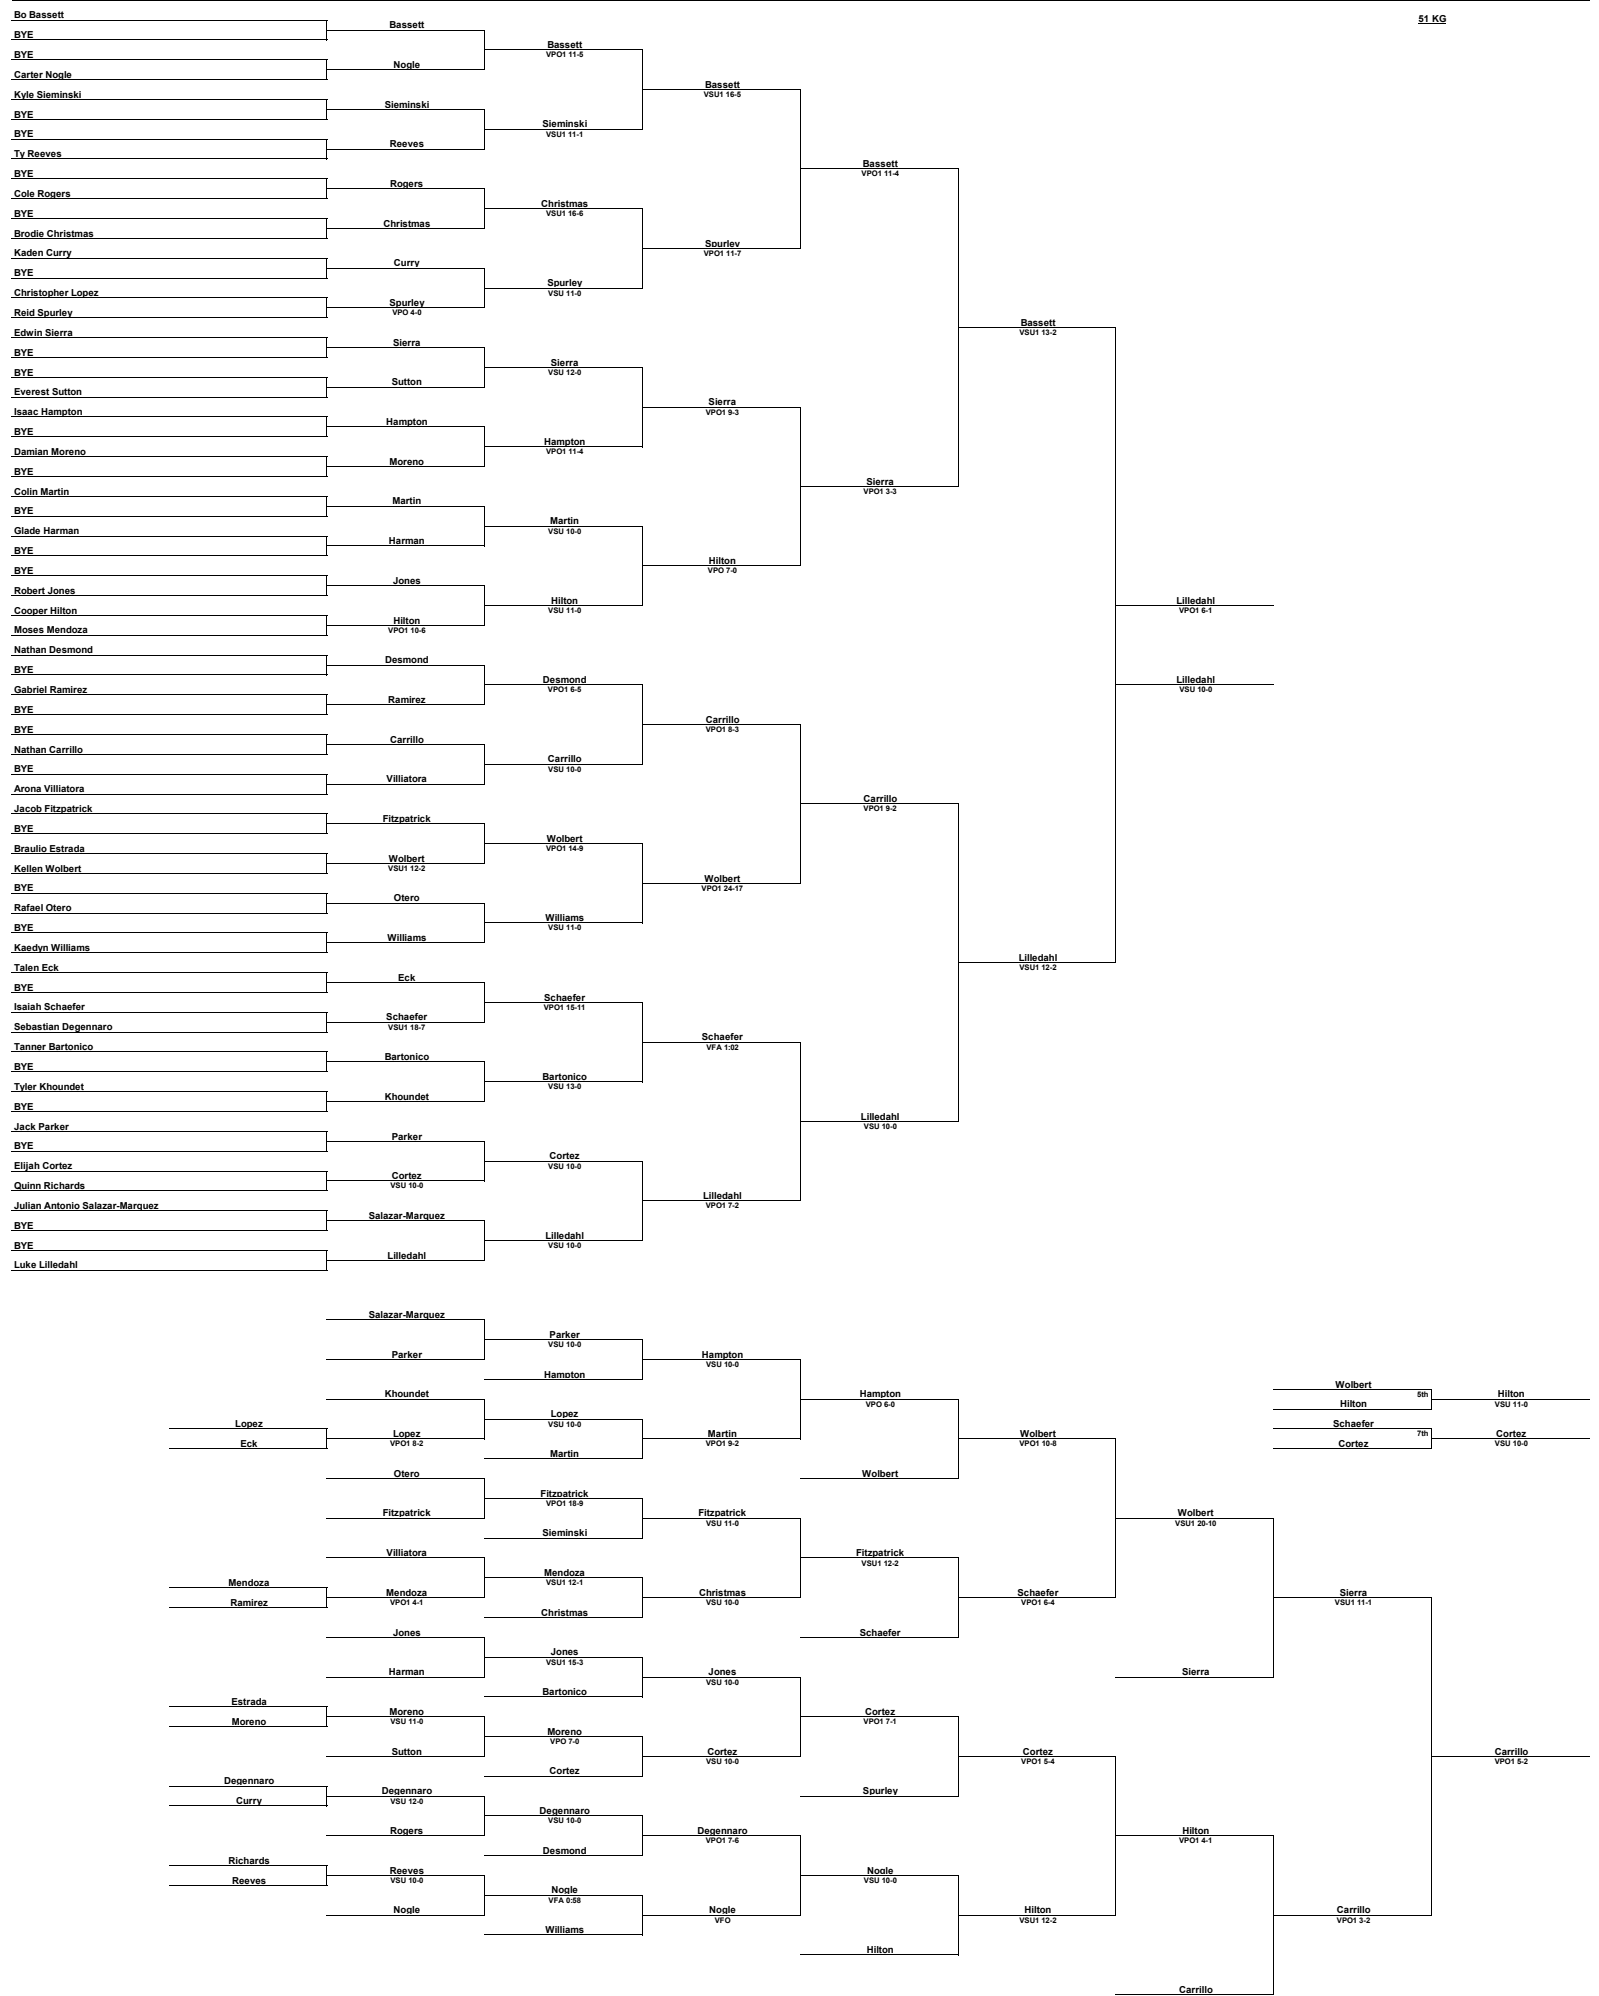 51 KG
Bo Bassett
BYE
BYE
Carter Nogle
Kyle Sieminski
BYE
BYE
Ty Reeves
BYE
Cole Rogers
BYE
Brodie Christmas
Kaden Curry
BYE
Christopher Lopez
Reid Spurley
Edwin Sierra
BYE
BYE
Everest Sutton
Isaac Hampton
BYE
Damian Moreno
BYE
Colin Martin
BYE
Glade Harman
BYE
BYE
Robert Jones
Cooper Hilton
Moses Mendoza
Nathan Desmond
BYE
Gabriel Ramirez
BYE
BYE
Nathan Carrillo
BYE
Arona Villiatora
Jacob Fitzpatrick
BYE
Braulio Estrada
Kellen Wolbert
BYE
Rafael Otero
BYE
Kaedyn Williams
Talen Eck
BYE
Isaiah Schaefer
Sebastian Degennaro
Tanner Bartonico
BYE
Tyler Khoundet
BYE
Jack Parker
BYE
Elijah Cortez
Quinn Richards
Julian Antonio Salazar-Marquez
BYE
BYE
Luke Lilledahl
Bassett
Nogle
Sieminski
Reeves
Rogers
Christmas
Curry
Spurley
VPO 4-0
Sierra
Sutton
Hampton
Moreno
Martin
Harman
Jones
Hilton
VPO1 10-6
Desmond
Ramirez
Carrillo
Villiatora
Fitzpatrick
Wolbert
VSU1 12-2
Otero
Williams
Eck
Schaefer
VSU1 18-7
Bartonico
Khoundet
Parker
Cortez
VSU 10-0
Salazar-Marquez
Lilledahl
Bassett
VPO1 11-5
Sieminski
VSU1 11-1
Christmas
VSU1 16-6
Spurley
VSU 11-0
Sierra
VSU 12-0
Hampton
VPO1 11-4
Martin
VSU 10-0
Hilton
VSU 11-0
Desmond
VPO1 6-5
Carrillo
VSU 10-0
Wolbert
VPO1 14-9
Williams
VSU 11-0
Schaefer
VPO1 15-11
Bartonico
VSU 13-0
Cortez
VSU 10-0
Lilledahl
VSU 10-0
Bassett
VSU1 16-5
Spurley
VPO1 11-7
Sierra
VPO1 9-3
Hilton
VPO 7-0
Carrillo
VPO1 8-3
Wolbert
VPO1 24-17
Schaefer
VFA 1:02
Lilledahl
VPO1 7-2
Bassett
VPO1 11-4
Sierra
VPO1 3-3
Carrillo
VPO1 9-2
Lilledahl
VSU 10-0
Bassett
VSU1 13-2
Lilledahl
VSU1 12-2
Lilledahl
VPO1 6-1
Lilledahl
VSU 10-0
Lopez
Eck
Mendoza
Ramirez
Estrada
Moreno
Degennaro
Curry
Richards
Reeves
Salazar-Marquez
Parker
Khoundet
Lopez
VPO1 8-2
Otero
Fitzpatrick
Villiatora
Mendoza
VPO1 4-1
Jones
Harman
Moreno
VSU 11-0
Sutton
Degennaro
VSU 12-0
Rogers
Reeves
VSU 10-0
Nogle
Parker
VSU 10-0
Hampton
Lopez
VSU 10-0
Martin
Fitzpatrick
VPO1 18-9
Sieminski
Mendoza
VSU1 12-1
Christmas
Jones
VSU1 15-3
Bartonico
Moreno
VPO 7-0
Cortez
Degennaro
VSU 10-0
Desmond
Nogle
VFA 0:58
Williams
Hampton
VSU 10-0
Martin
VPO1 9-2
Fitzpatrick
VSU 11-0
Christmas
VSU 10-0
Jones
VSU 10-0
Cortez
VSU 10-0
Degennaro
VPO1 7-6
Nogle
VFO
Hampton
VPO 6-0
Wolbert
Fitzpatrick
VSU1 12-2
Schaefer
Cortez
VPO1 7-1
Spurley
Nogle
VSU 10-0
Hilton
Wolbert
VPO1 10-8
Schaefer
VPO1 6-4
Cortez
VPO1 5-4
Hilton
VSU1 12-2
Wolbert
VSU1 20-10
Sierra
Hilton
VPO1 4-1
Carrillo
Sierra
VSU1 11-1
Carrillo
VPO1 3-2
Carrillo
VPO1 5-2
Wolbert
5th
Hilton
Hilton
VSU 11-0
Schaefer
7th
Cortez
Cortez
VSU 10-0